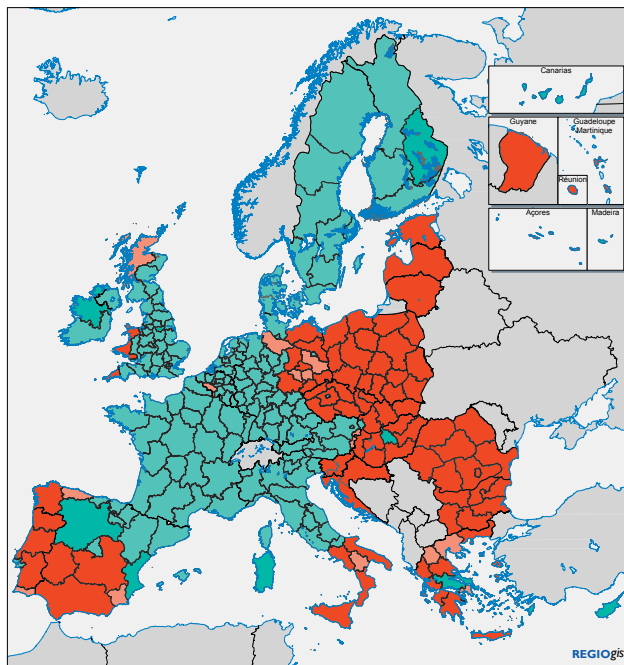 Canarias
Guyane
Guadeloupe
Martinique
Réunion
Açores
Madeira
REGIOgis